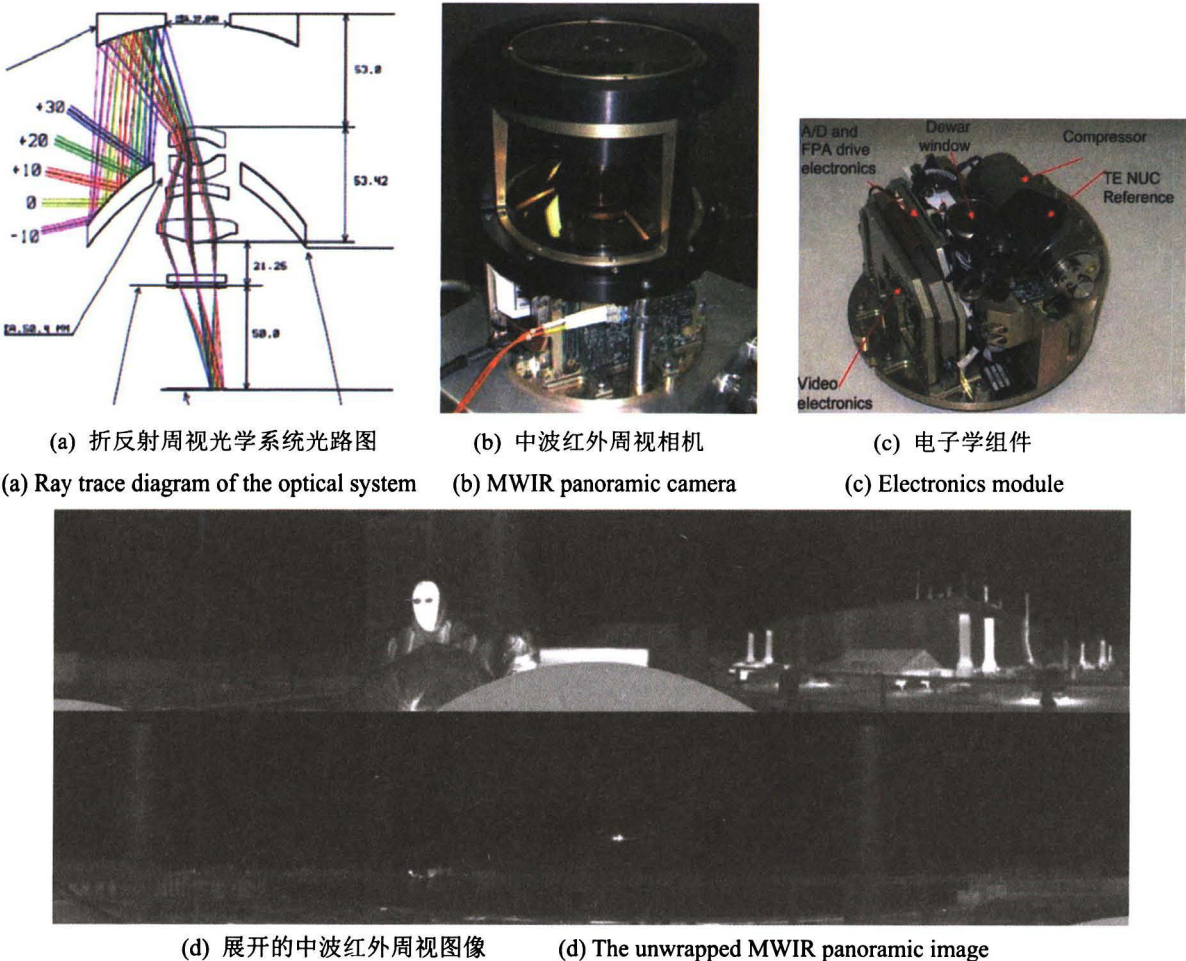 53.0
+30
+20
+10
0
-10
53.42
21.25
50.0
A/D and
FPA drive
electronics
Dewar
window
Compressor
TE NUC
Reference
Video
electronics
(a) 折反射周视光学系统光路图
(b) 中波红外周视相机
(c) 电子学组件
(a) Ray trace diagram of the optical system
(b) MWIR panoramic camera
(c) Electronics module
(d) 展开的中波红外周视图像
(d) The unwrapped MWIR panoramic image